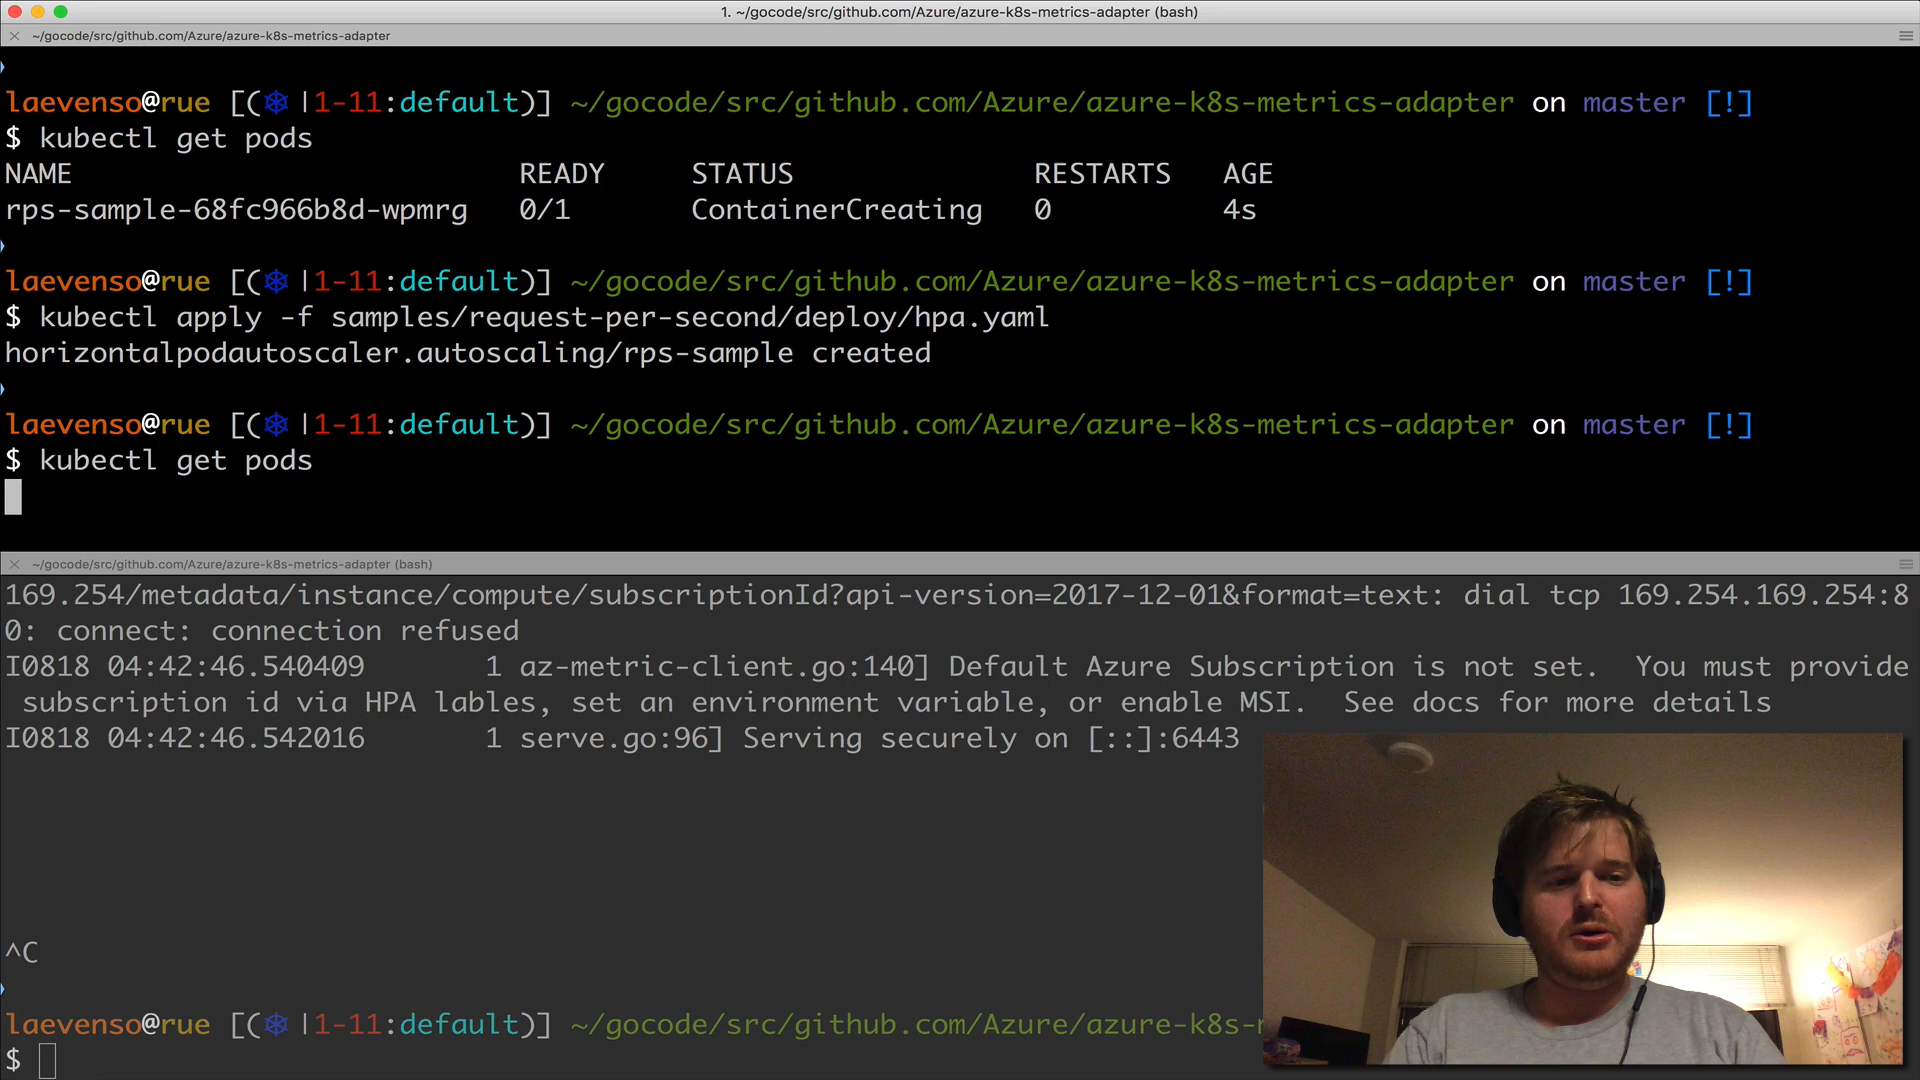 1. ~/gocode/src/github.com/Azure/azure-k8s-metrics-adapter (bash)
~/gocode/src/github.com/Azure/azure-k8s-metrics-adapter
laevenso@rue [(⎈ |1-11:default)] ~/gocode/src/github.com/Azure/azure-k8s-metrics-adapter on master [!]
$ kubectl get pods
NAME READY STATUS RESTARTS AGE
rps-sample-68fc966b8d-wpmrg 0/1 ContainerCreating 0 4s
laevenso@rue [(⎈ |1-11:default)] ~/gocode/src/github.com/Azure/azure-k8s-metrics-adapter on master [!]
$ kubectl apply -f samples/request-per-second/deploy/hpa.yaml
horizontalpodautoscaler.autoscaling/rps-sample created
laevenso@rue [(⎈ |1-11:default)] ~/gocode/src/github.com/Azure/azure-k8s-metrics-adapter on master [!]
$ kubectl get pods
~/gocode/src/github.com/Azure/azure-k8s-metrics-adapter (bash)
169.254/metadata/instance/compute/subscriptionId?api-version=2017-12-01&format=text: dial tcp 169.254.169.254:8
0: connect: connection refused
I0818 04:42:46.540409 1 az-metric-client.go:140] Default Azure Subscription is not set. You must provide
subscription id via HPA lables, set an environment variable, or enable MSI. See docs for more details
I0818 04:42:46.542016 1 serve.go:96] Serving securely on [::]:6443
^C
laevenso@rue [(⎈ |1-11:default)] ~/gocode/src/github.com/Azure/azure-k8s-
$